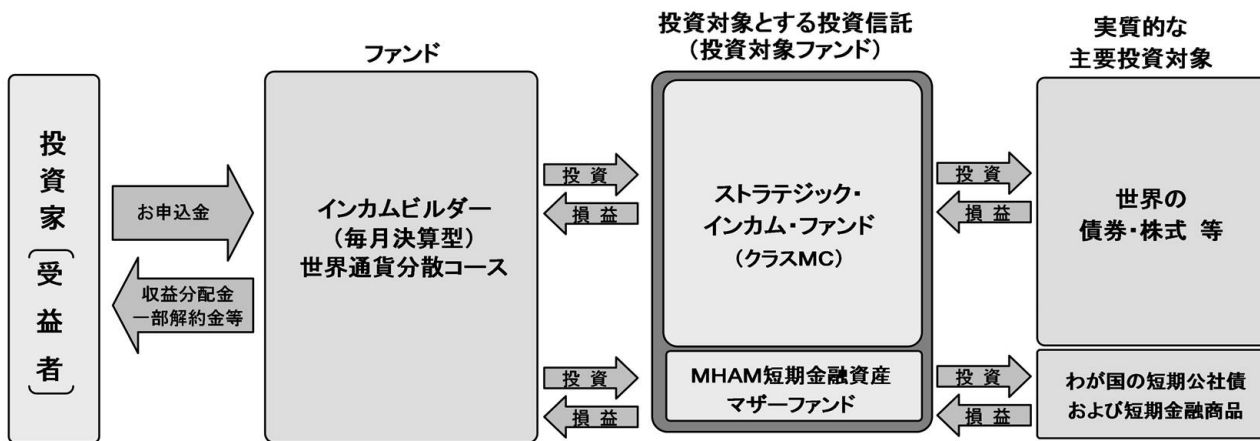 投資家〔受益者〕
お申込金
収益分配金
一部解約金等
ファンド
インカムビルダー
（毎月決算型）
世界通貨分散コース
投資
損益
投資
損益
投資対象とする投資信託
（投資対象ファンド）
ストラテジック・
インカム・ファンド
（クラスMC）
MHAM短期金融資産
マザーファンド
投資
損益
投資
損益
実質的な
主要投資対象
世界の
債券・株式 等
わが国の短期公社債
および短期金融商品